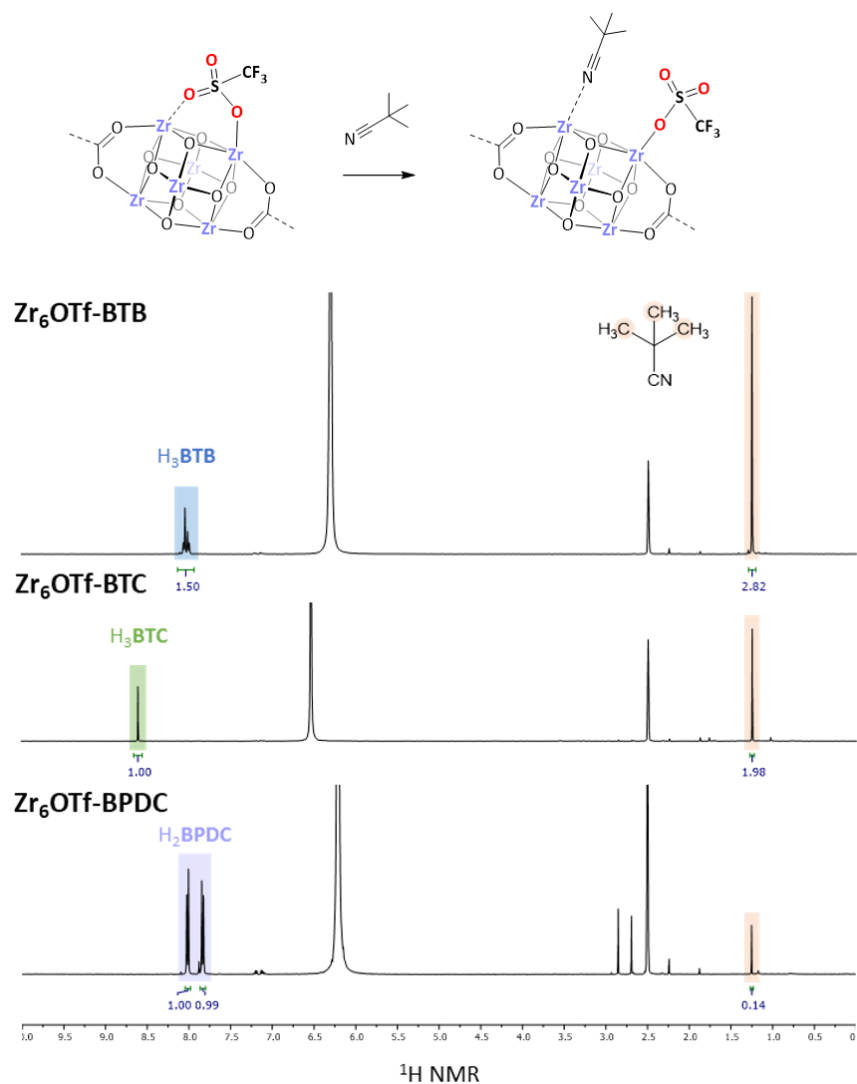 O
O
S
CF3
O
O
Zr
O
O
O
Zr
O
O
Zr
O
O
Zr
Zr
O
O
O
Zr
O
N
N
Zr
O
O
S
O
CF3
O
O
O
Zr
O
O
Zr
O
O
Zr
Zr
O
O
O
Zr
O
Zr6OTf-BTB
CH3
H3C
CH3
CN
H3BTB
1.50
2.82
Zr6OTf-BTC
H3BTC
1.00
1.98
Zr6OTf-BPDC
H2BPDC
1.00 0.99
0.14
9.5 9.0 8.5 8.0 7.5 7.0 6.5 6.0 5.5 5.0 4.5 4.0 3.5 3.0 2.5 2.0 1.5 1.0 0.5
1H NMR